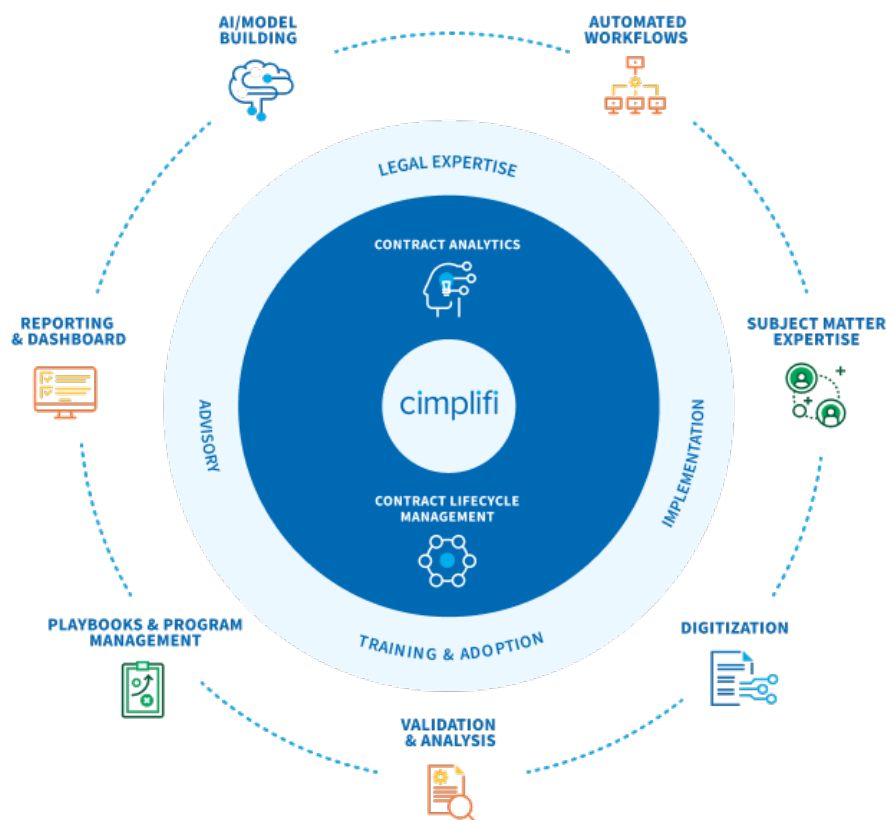 AI/MODEL
BUILDING
AUTOMATED
WORKFLOWS
LEGAL EXPERTISE
CONTRACT ANALYTICS
REPORTING
& DASHBOARD
SUBJECT MATTER
EXPERTISE
cimplifi
ADVISORY
IMPLEMENTATION
CONTRACT LIFECYCLE
MANAGEMENT
PLAYBOOKS & PROGRAM
MANAGEMENT
TRAINING & ADOPTION
DIGITIZATION
VALIDATION
& ANALYSIS